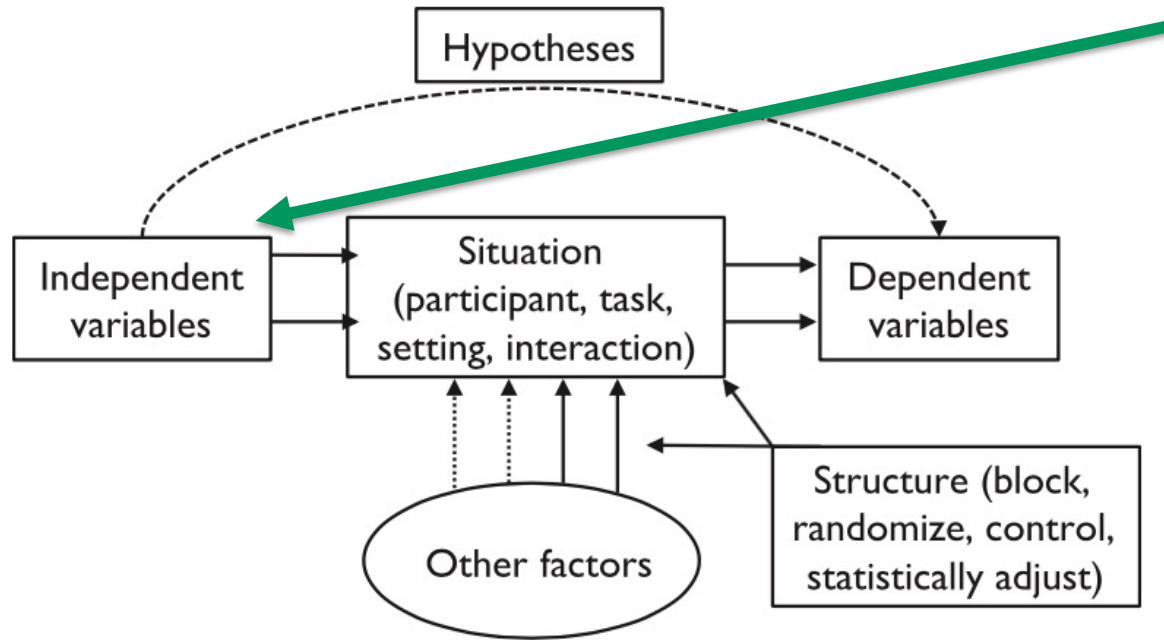 Hypotheses
Independent
variables
Situation
(participant, task,
setting, interaction)
Dependent
variables
Other factors
Structure (block,
randomize, control,
statistically adjust)